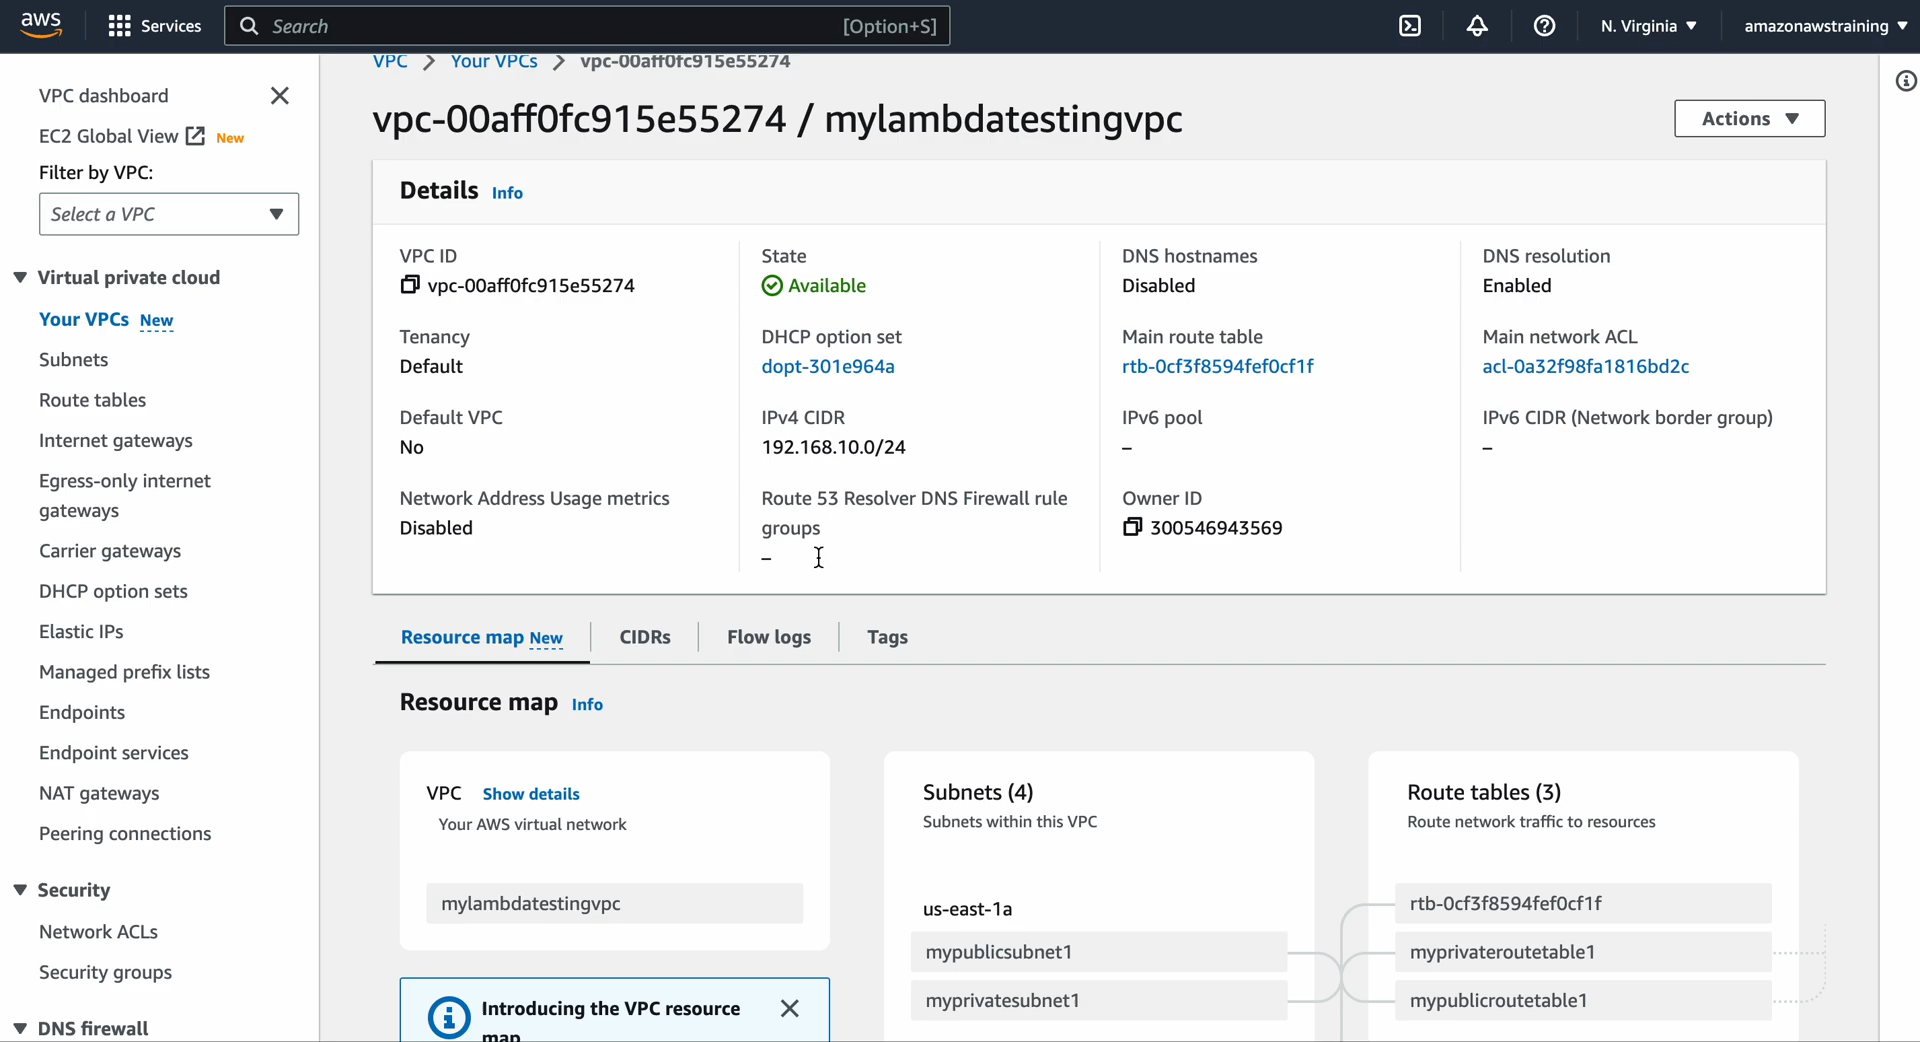 aws
Services
Search
[Option+S]
N. Virginia
amazonawstraining
VPC dashboard
EC2 Global View New
Filter by VPC:
Select a VPC
Virtual private cloud
Your VPCs New
Subnets
Route tables
Internet gateways
Egress-only internet
gateways
Carrier gateways
DHCP option sets
Elastic IPs
Managed prefix lists
Endpoints
Endpoint services
NAT gateways
Peering connections
Security
Network ACLs
Security groups
DNS firewall
VPC > Your VPCs > vpc-00aff0fc915e55274
vpc-00aff0fc915e55274 / mylambdatestingvpc
Actions
Details Info
VPC ID
vpc-00aff0fc915e55274
State
Available
DNS hostnames
Disabled
DNS resolution
Enabled
Tenancy
Default
DHCP option set
dopt-301e964a
Main route table
rtb-0cf3f8594fef0cf1f
Main network ACL
acl-0a32f98fa1816bd2c
Default VPC
No
IPv4 CIDR
192.168.10.0/24
IPv6 pool
–
IPv6 CIDR (Network border group)
–
Network Address Usage metrics
Disabled
Route 53 Resolver DNS Firewall rule
groups
–
Owner ID
300546943569
Resource map New
CIDRs
Flow logs
Tags
Resource map Info
VPC Show details
Your AWS virtual network
mylambdatestingvpc
Introducing the VPC resource
map
Subnets (4)
Subnets within this VPC
us-east-1a
mypublicsubnet1
myprivatesubnet1
Route tables (3)
Route network traffic to resources
rtb-0cf3f8594fef0cf1f
myprivateroutetable1
mypublicroutetable1